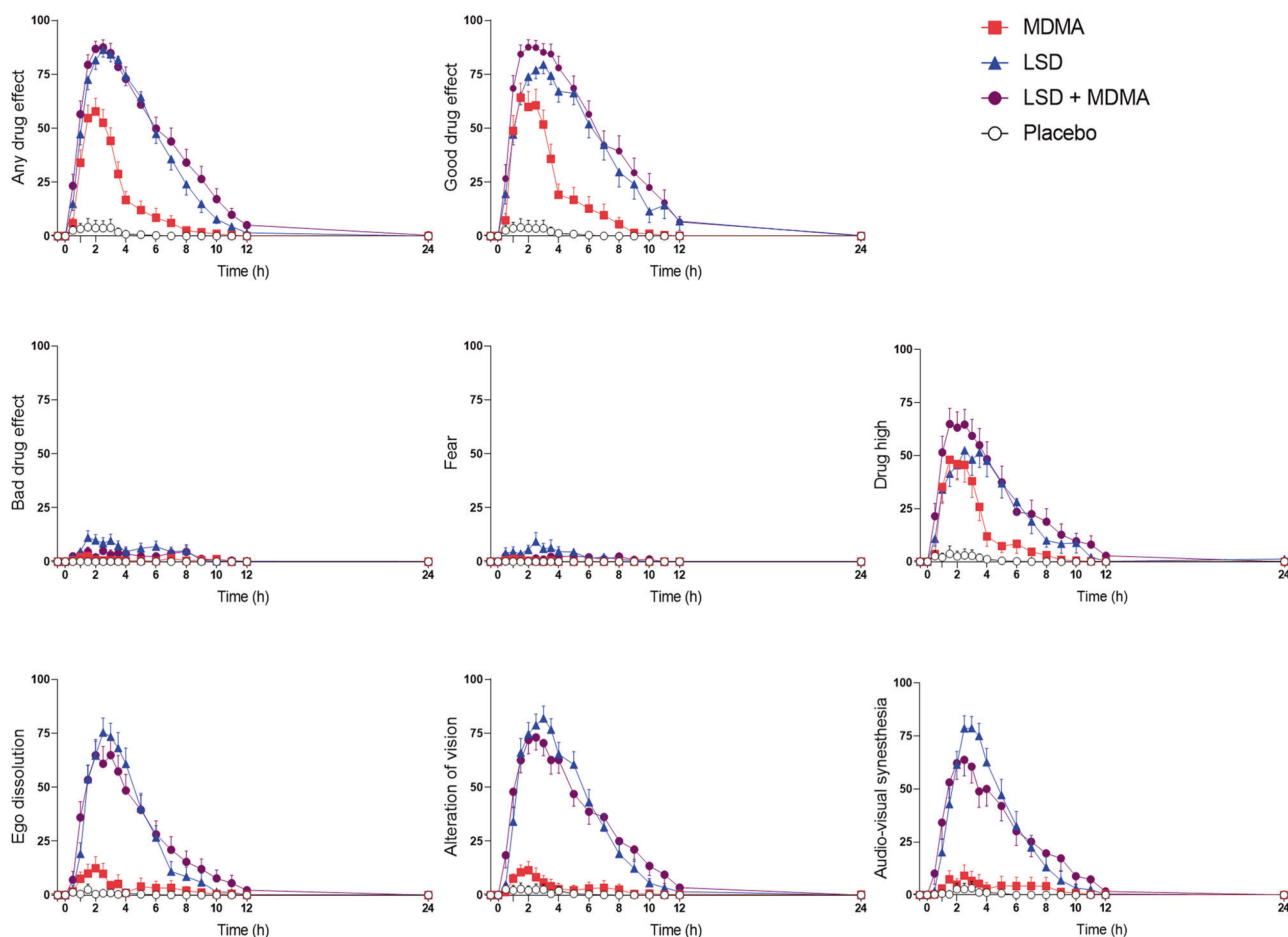 MDMA
LSD
LSD + MDMA
Placebo
Any drug effect
100
75
50
25
0
0 2 4 6 8 10 12 24
Time (h)
Good drug effect
100
75
50
25
0
0 2 4 6 8 10 12 24
Time (h)
Bad drug effect
100
75
50
25
0
0 2 4 6 8 10 12 24
Time (h)
Fear
100
75
50
25
0
0 2 4 6 8 10 12 24
Time (h)
Drug high
100
75
50
25
0
0 2 4 6 8 10 12 24
Time (h)
Ego dissolution
100
75
50
25
0
0 2 4 6 8 10 12 24
Time (h)
Alteration of vision
100
75
50
25
0
0 2 4 6 8 10 12 24
Time (h)
Audio-visual synesthesia
100
75
50
25
0
0 2 4 6 8 10 12 24
Time (h)